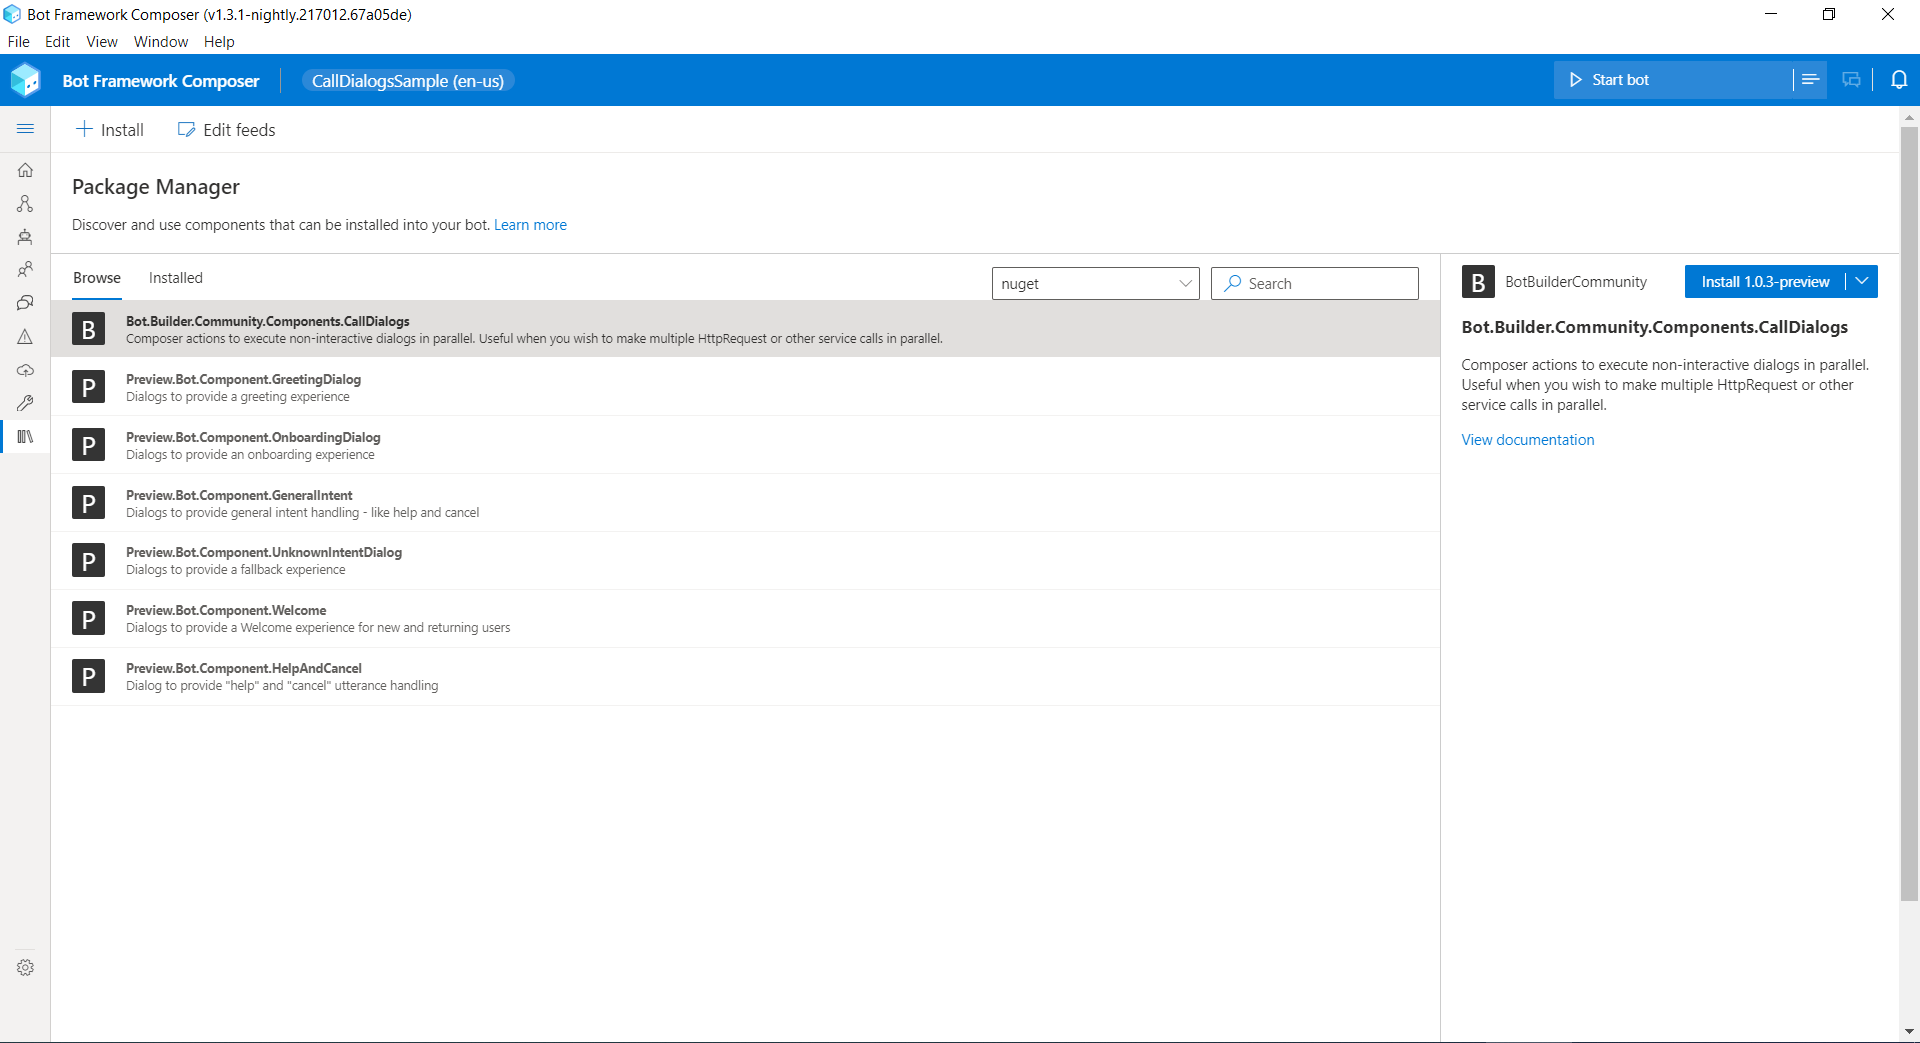 Bot Framework Composer (v1.3.1-nightly.217012.67a05de)
File Edit View Window Help
Bot Framework Composer CallDialogsSample (en-us) Start bot
Install Edit feeds
Package Manager
Discover and use components that can be installed into your bot. Learn more
Browse Installed nuget Search
B Bot.Builder.Community.Components.CallDialogs
Composer actions to execute non-interactive dialogs in parallel. Useful when you wish to make multiple HttpRequest or other service calls in parallel.
P Preview.Bot.Component.GreetingDialog
Dialogs to provide a greeting experience
P Preview.Bot.Component.OnboardingDialog
Dialogs to provide an onboarding experience
P Preview.Bot.Component.GeneralIntent
Dialogs to provide general intent handling - like help and cancel
P Preview.Bot.Component.UnknownIntentDialog
Dialogs to provide a fallback experience
P Preview.Bot.Component.Welcome
Dialogs to provide a Welcome experience for new and returning users
P Preview.Bot.Component.HelpAndCancel
Dialog to provide "help" and "cancel" utterance handling
B BotBuilderCommunity Install 1.0.3-preview
Bot.Builder.Community.Components.CallDialogs
Composer actions to execute non-interactive dialogs in parallel.
Useful when you wish to make multiple HttpRequest or other
service calls in parallel.
View documentation